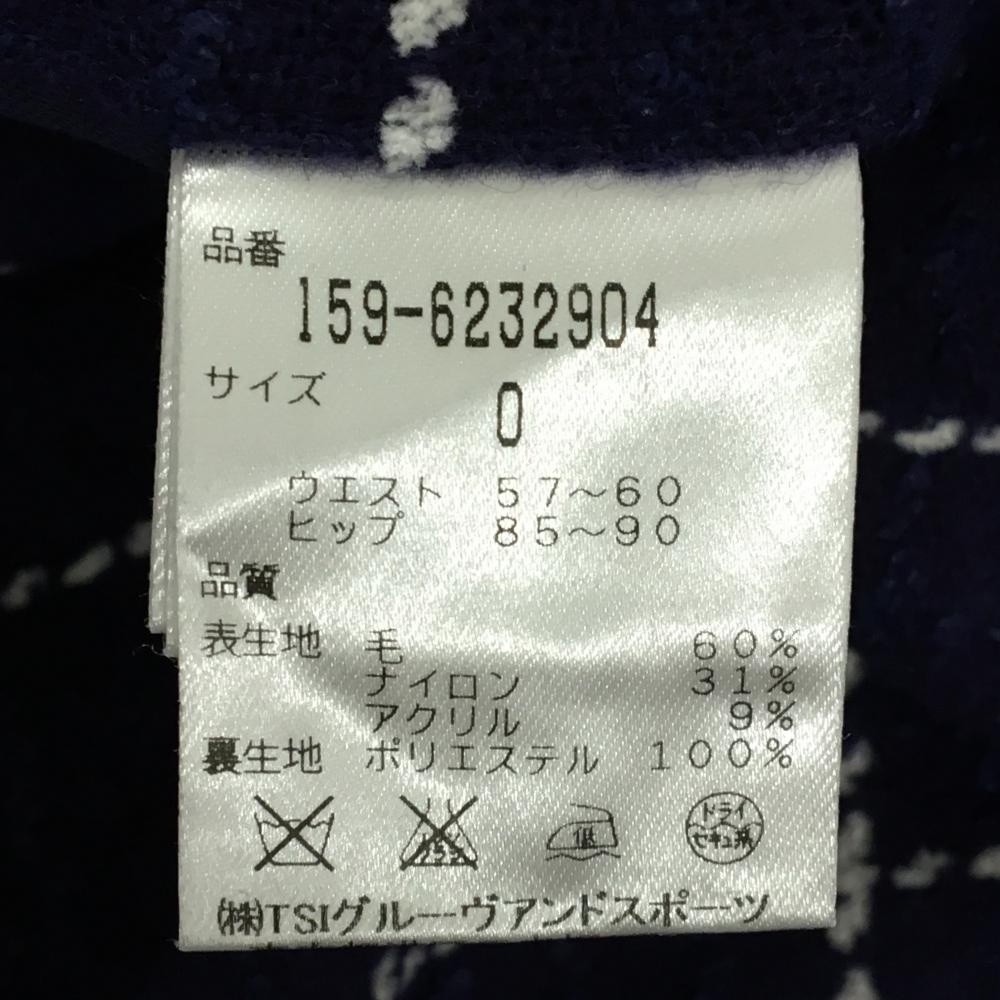 品番
159-6232904
サイズ
0
ウエスト 57〜60
ヒップ 85〜90
品質
表生地 毛 60%
ナイロン 31%
アクリル 9%
裏生地 ポリエステル 100%
低
ドライ
セキユ系
(株)TSIグルーヴアンドスポーツ